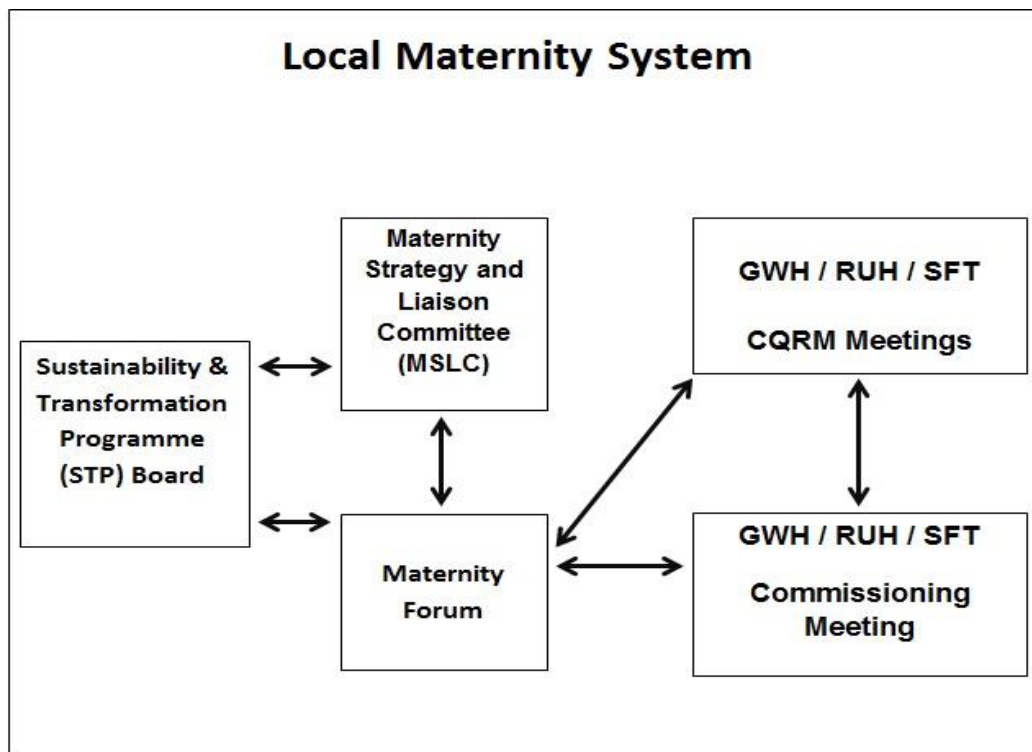 Local Maternity System
Maternity
Strategy and
Liaison
Committee
(MSLC)
GWH / RUH / SFT
CQRM Meetings
Sustainability &
Transformation
Programme
(STP) Board
Maternity
Forum
GWH / RUH / SFT
Commissioning
Meeting